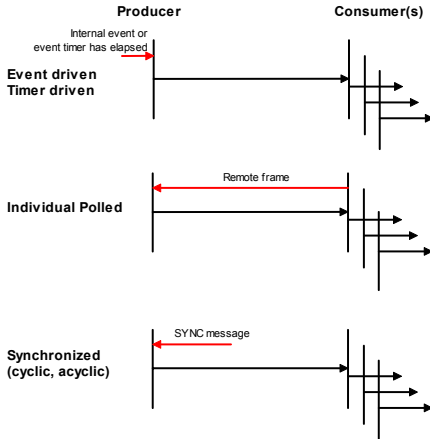 Producer
Consumer(s)
Internal event or
event timer has elapsed
Event driven
Timer driven
Remote frame
Individual Polled
SYNC message
Synchronized
(cyclic, acyclic)